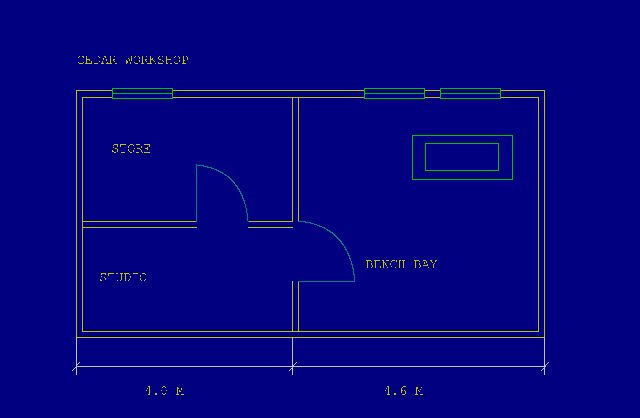 CEDAR WORKSHOP
STORE
BENCH BAY
STUDIO
4.0 M
4.6 M